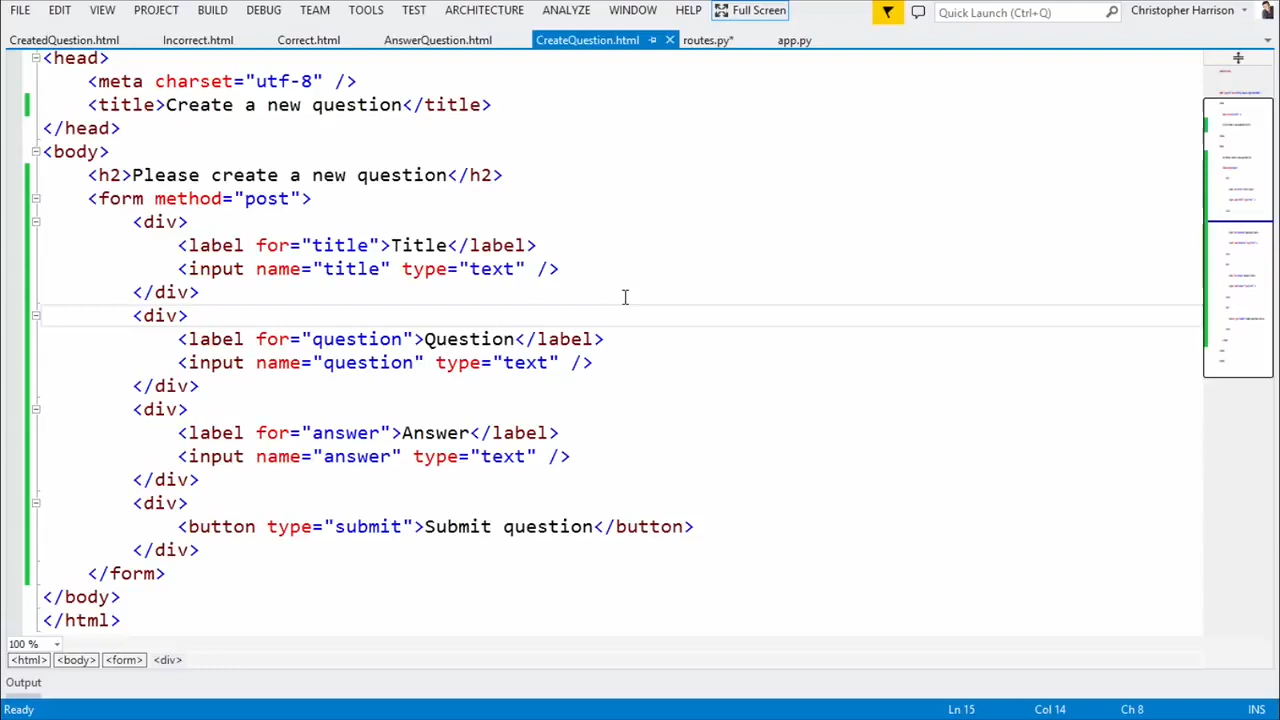 FILE EDIT VIEW PROJECT BUILD DEBUG TEAM TOOLS TEST ARCHITECTURE ANALYZE WINDOW HELP Full Screen Quick Launch (Ctrl+Q) Christopher Harrison
CreatedQuestion.html Incorrect.html Correct.html AnswerQuestion.html CreateQuestion.html routes.py* app.py
<head>
<meta charset="utf-8" />
<title>Create a new question</title>
</head>
<body>
<h2>Please create a new question</h2>
<form method="post">
<div>
<label for="title">Title</label>
<input name="title" type="text" />
</div>
<div>
<label for="question">Question</label>
<input name="question" type="text" />
</div>
<div>
<label for="answer">Answer</label>
<input name="answer" type="text" />
</div>
<div>
<button type="submit">Submit question</button>
</div>
</form>
</body>
</html>
100 %
<html> <body> <form> <div>
Output
Ready Ln 15 Col 14 Ch 8 INS